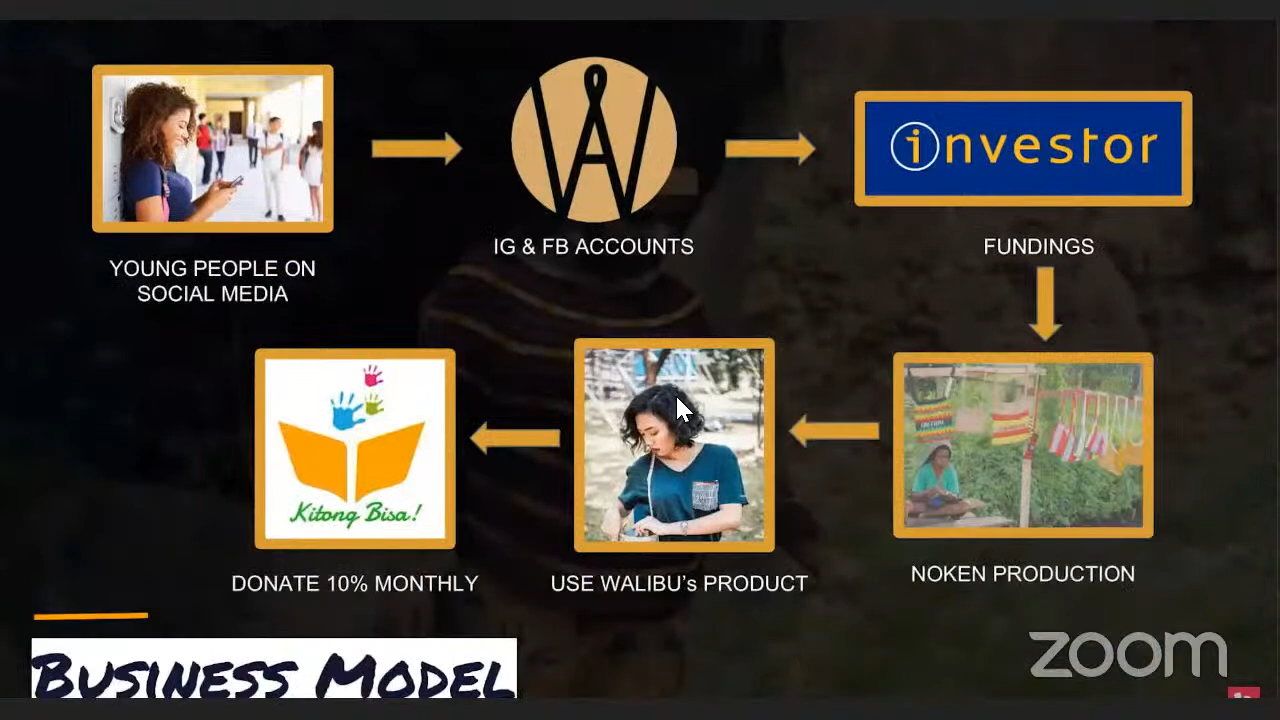 investor
IG & FB ACCOUNTS
FUNDINGS
YOUNG PEOPLE ON
SOCIAL MEDIA
Kitong Bisa!
DONATE 10% MONTHLY
USE WALIBU's PRODUCT
NOKEN PRODUCTION
BUSINESS MODEL
zoom